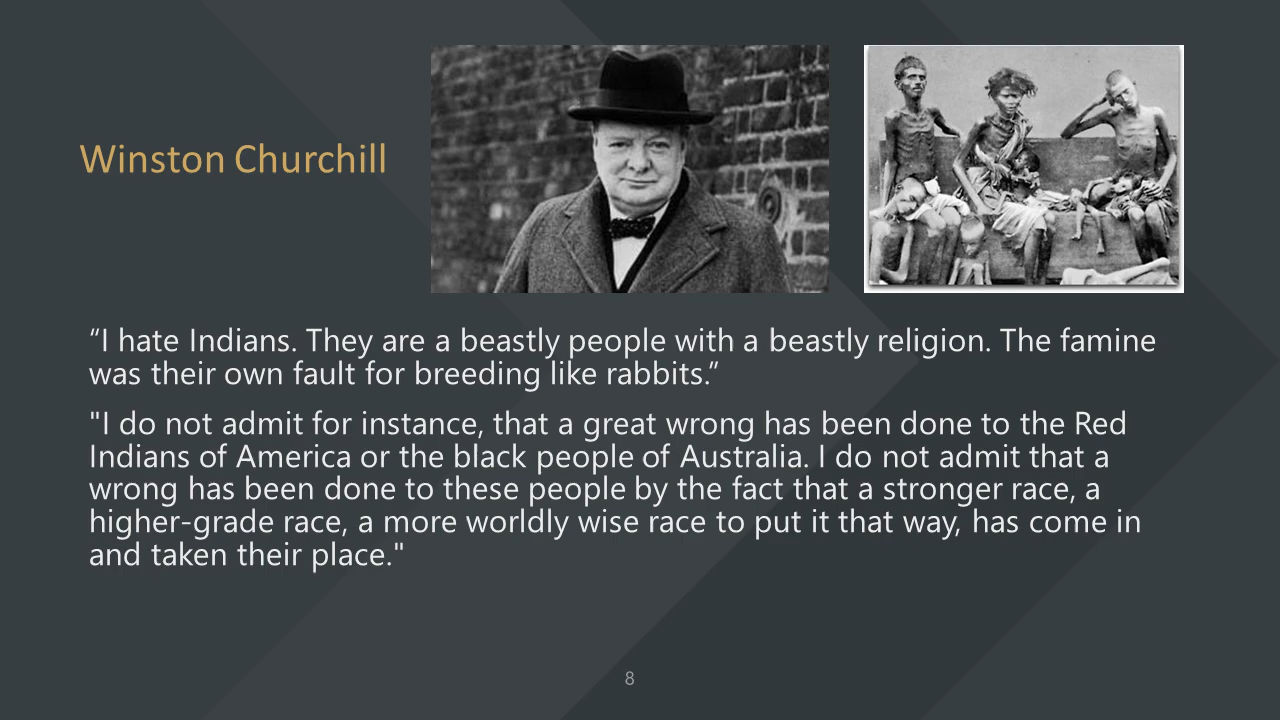 Winston Churchill
“I hate Indians. They are a beastly people with a beastly religion. The famine
was their own fault for breeding like rabbits.”
"I do not admit for instance, that a great wrong has been done to the Red
Indians of America or the black people of Australia. I do not admit that a
wrong has been done to these people by the fact that a stronger race, a
higher-grade race, a more worldly wise race to put it that way, has come in
and taken their place."
8